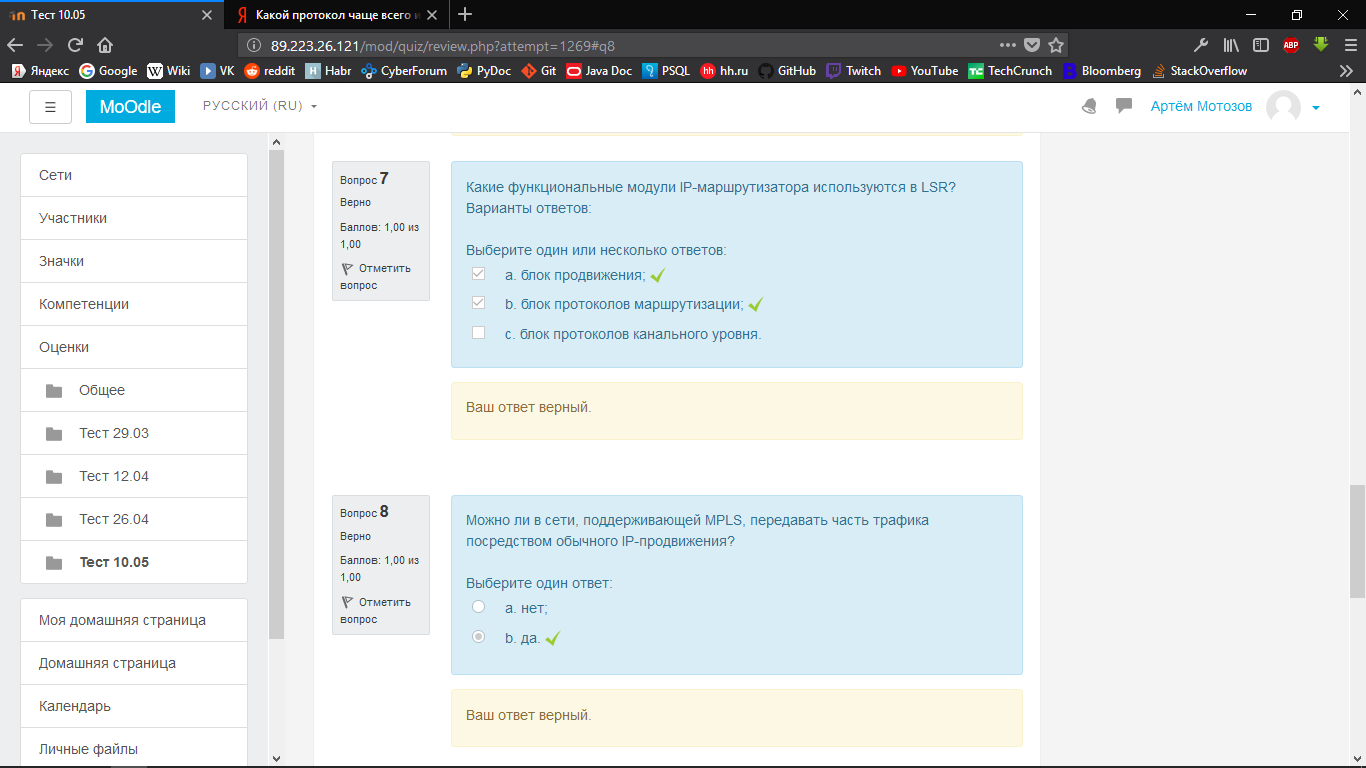 Тест 10.05
Какой протокол чаще всего и
89.223.26.121/mod/quiz/review.php?attempt=1269#q8
ABP
Яндекс Google Wiki VK reddit Habr CyberForum PyDoc Git Java Doc PSQL hh.ru GitHub Twitch YouTube TechCrunch Bloomberg StackOverflow
MoOdle РУССКИЙ (RU) Артём Мотозов
Сети
Участники
Значки
Компетенции
Оценки
Общее
Тест 29.03
Тест 12.04
Тест 26.04
Тест 10.05
Моя домашняя страница
Домашняя страница
Календарь
Личные файлы
Вопрос 7
Верно
Баллов: 1,00 из
1,00
Отметить
вопрос
Какие функциональные модули IP-маршрутизатора используются в LSR?
Варианты ответов:
Выберите один или несколько ответов:
a. блок продвижения;
b. блок протоколов маршрутизации;
c. блок протоколов канального уровня.
Ваш ответ верный.
Вопрос 8
Верно
Баллов: 1,00 из
1,00
Отметить
вопрос
Можно ли в сети, поддерживающей MPLS, передавать часть трафика
посредством обычного IP-продвижения?
Выберите один ответ:
a. нет;
b. да.
Ваш ответ верный.